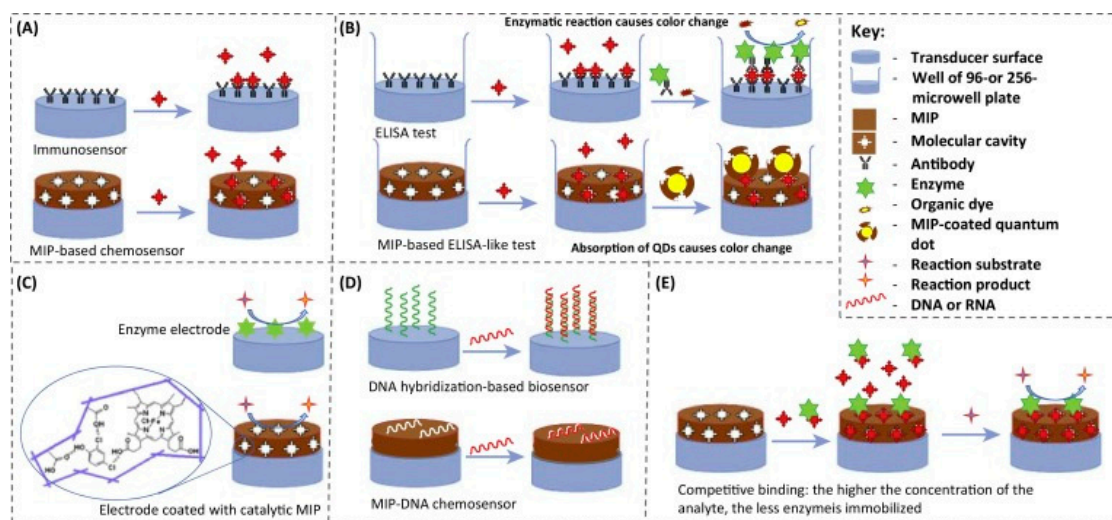 (A)
Immunosensor
MIP-based chemosensor
(B)
Enzymatic reaction causes color change
ELISA test
MIP-based ELISA-like test
Absorption of QDs causes color change
Key:
- Transducer surface
- Well of 96-or 256-
microwell plate
- MIP
- Molecular cavity
- Antibody
- Enzyme
- Organic dye
- MIP-coated quantum
dot
- Reaction substrate
- Reaction product
- DNA or RNA
(C)
Enzyme electrode
Electrode coated with catalytic MIP
(D)
DNA hybridization-based biosensor
MIP-DNA chemosensor
(E)
Competitive binding: the higher the concentration of the
analyte, the less enzymeis immobilized